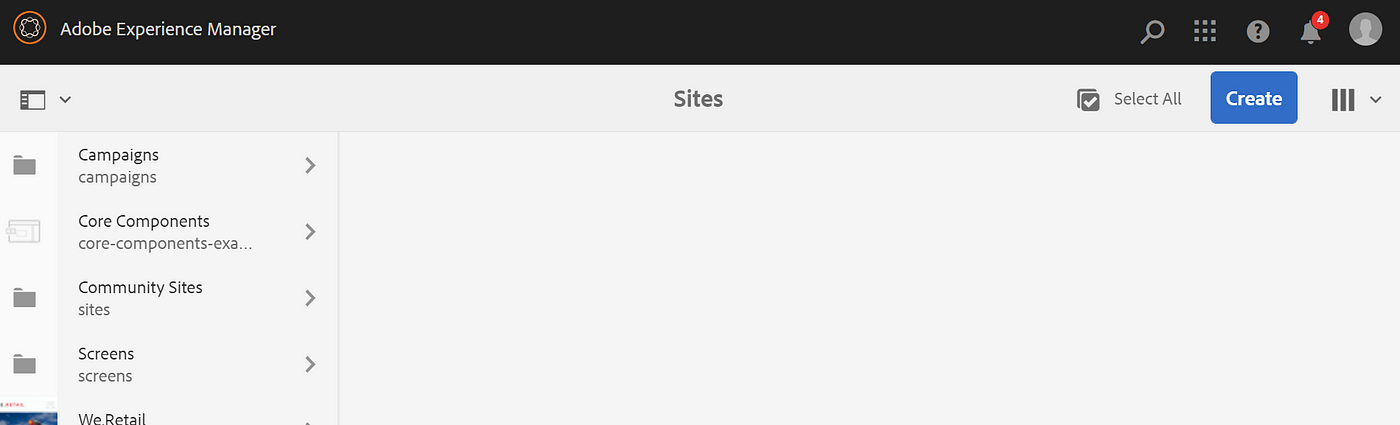 Adobe Experience Manager
4
Sites
Select All
Create
Campaigns
campaigns
Core Components
core-components-exa...
Community Sites
sites
Screens
screens
We.Retail